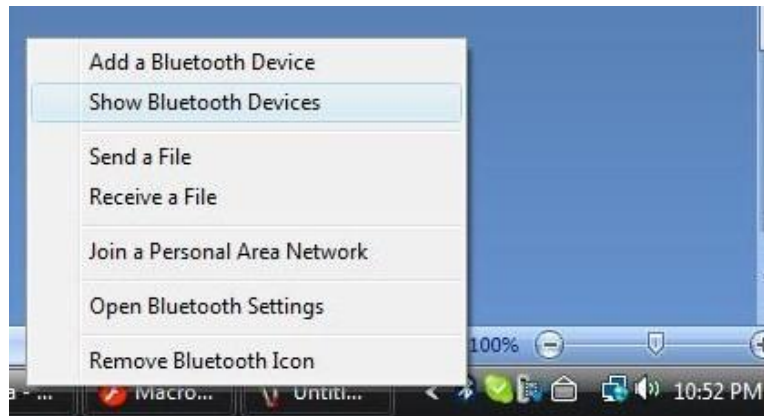 Add a Bluetooth Device
Show Bluetooth Devices
Send a File
Receive a File
Join a Personal Area Network
Open Bluetooth Settings
Remove Bluetooth Icon
100%
Macro... Untitl... 10:52 PM